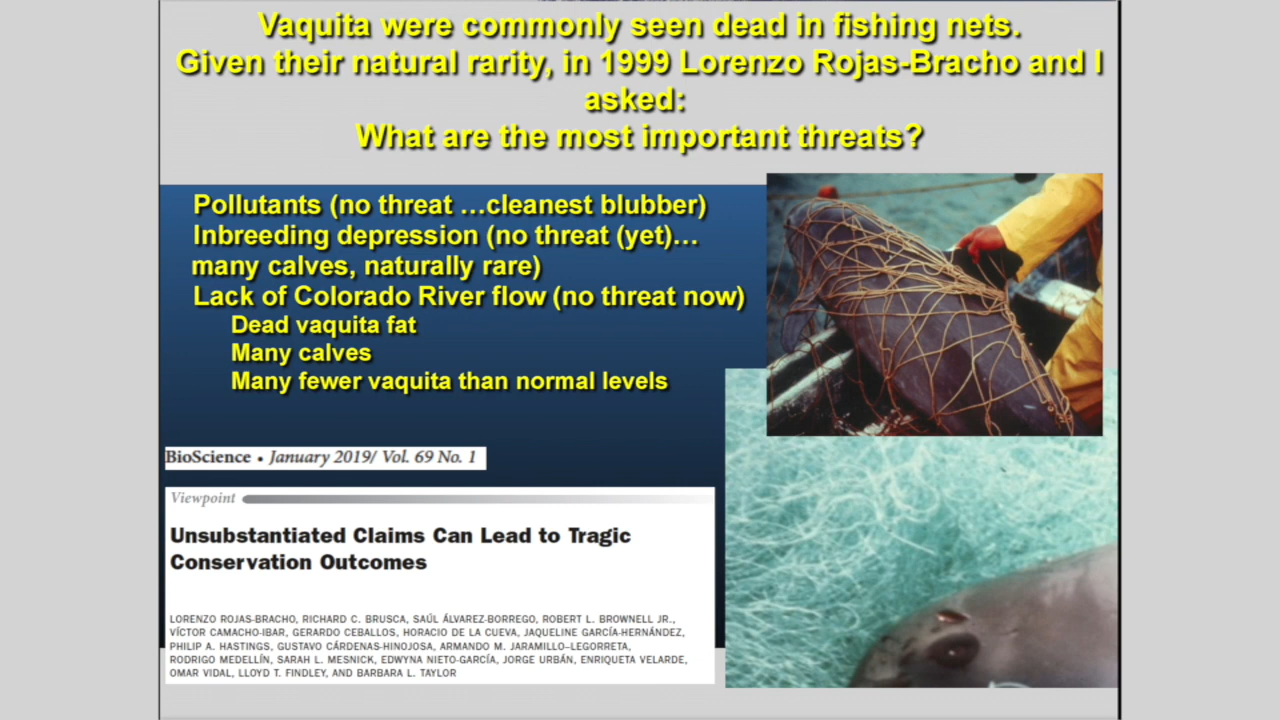 Vaquita were commonly seen dead in fishing nets.
Given their natural rarity, in 1999 Lorenzo Rojas-Bracho and I
asked:
What are the most important threats?
Pollutants (no threat …cleanest blubber)
Inbreeding depression (no threat (yet)…
many calves, naturally rare)
Lack of Colorado River flow (no threat now)
Dead vaquita fat
Many calves
Many fewer vaquita than normal levels
BioScience • January 2019/ Vol. 69 No. 1
Viewpoint
Unsubstantiated Claims Can Lead to Tragic
Conservation Outcomes
LORENZO ROJAS-BRACHO, RICHARD C. BRUSCA, SAÚL ÁLVAREZ-BORREGO, ROBERT L. BROWNELL JR.,
VÍCTOR CAMACHO-IBAR, GERARDO CEBALLOS, HORACIO DE LA CUEVA, JAQUELINE GARCÍA-HERNÁNDEZ,
PHILIP A. HASTINGS, GUSTAVO CÁRDENAS-HINOJOSA, ARMANDO M. JARAMILLO–LEGORRETA,
RODRIGO MEDELLÍN, SARAH L. MESNICK, EDWYNA NIETO-GARCÍA, JORGE URBÁN, ENRIQUETA VELARDE,
OMAR VIDAL, LLOYD T. FINDLEY, AND BARBARA L. TAYLOR